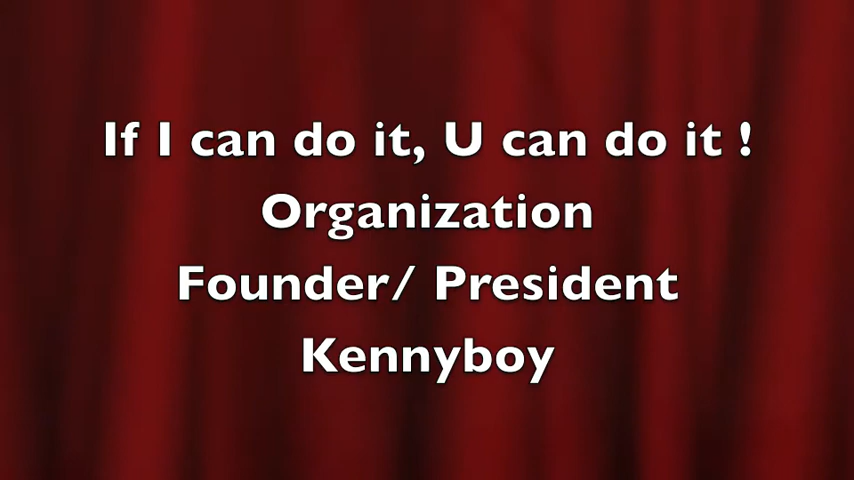 If I can do it, U can do it !
Organization
Founder/ President
Kennyboy